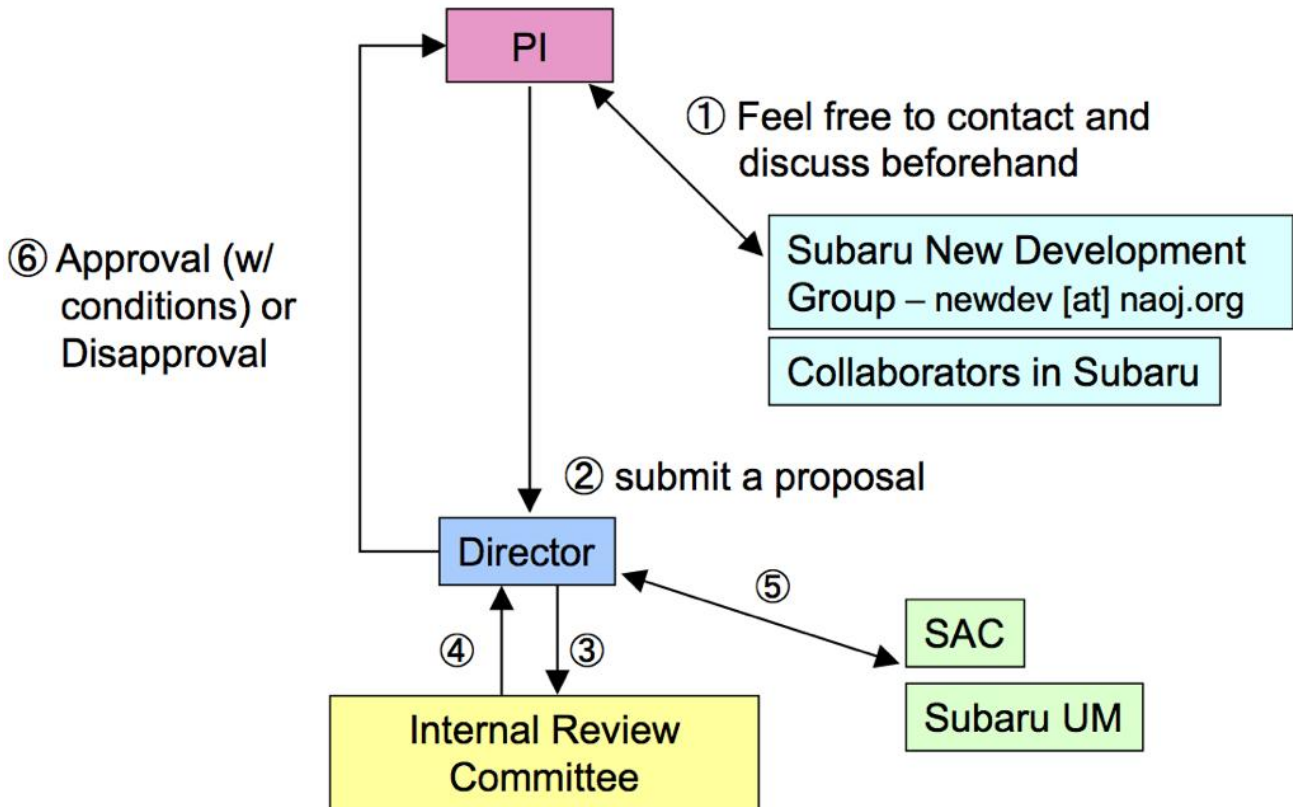 PI
① Feel free to contact and
discuss beforehand
Subaru New Development
Group – newdev [at] naoj.org
Collaborators in Subaru
⑥ Approval (w/
conditions) or
Disapproval
② submit a proposal
Director
⑤
④
③
SAC
Subaru UM
Internal Review
Committee